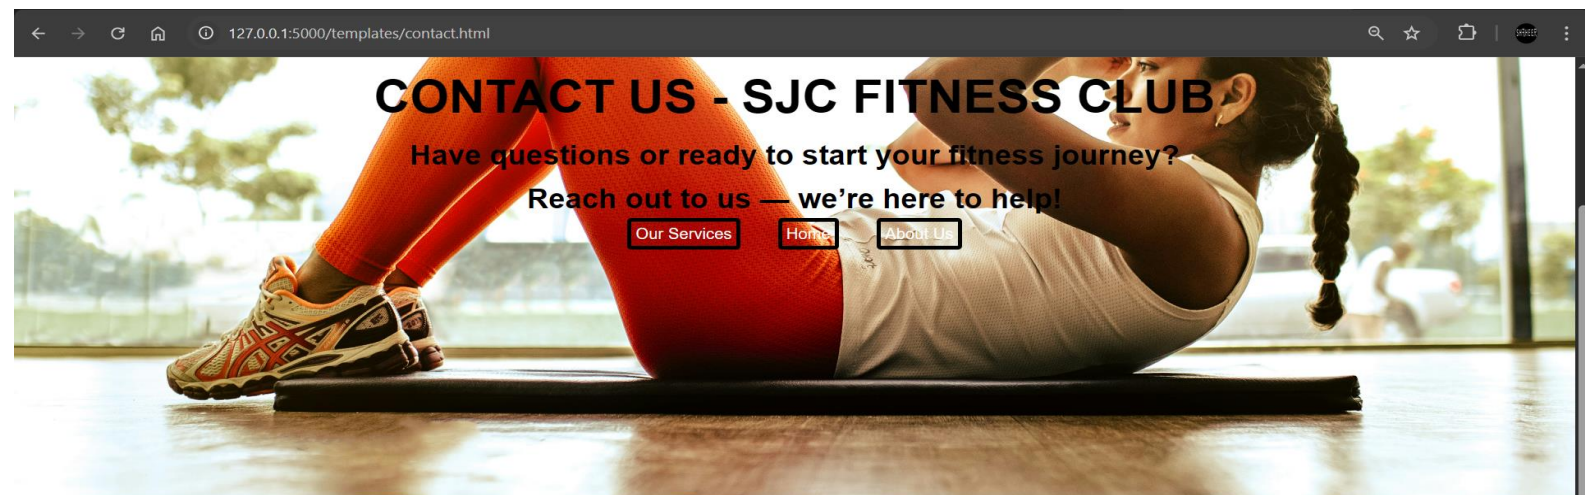 127.0.0.1:5000/templates/contact.html
CONTACT US - SJC FITNESS CLUB
Have questions or ready to start your fitness journey?
Reach out to us — we’re here to help!
Our Services Home About Us